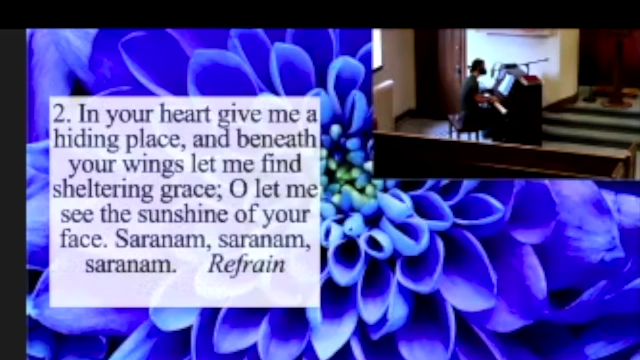 2. In your heart give me a
hiding place, and beneath
your wings let me find
sheltering grace; O let me
see the sunshine of your
face. Saranam, saranam,
saranam. Refrain